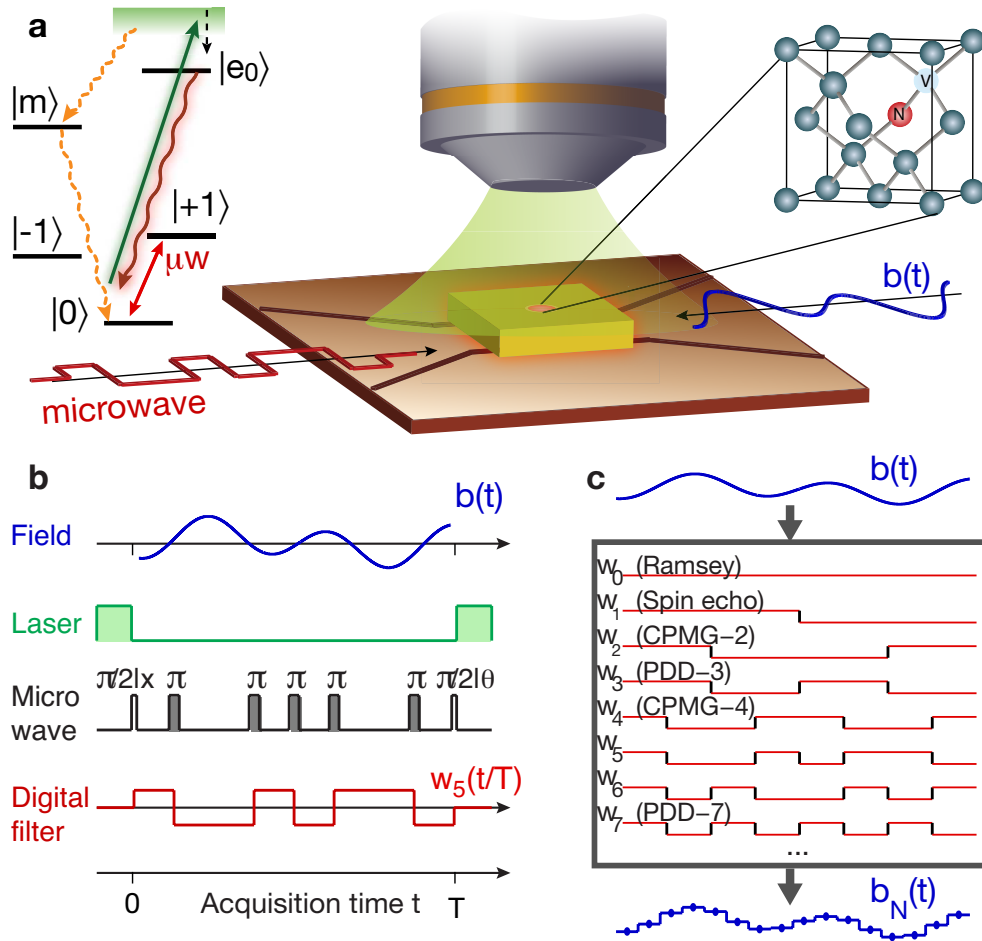 a
|e₀⟩
|m⟩
|+1⟩
|-1⟩
μw
|0⟩
V
N
b(t)
microwave
b
b(t)
Field
Laser
π/2|x π π π π π π/2|θ
Micro
wave
w₅(t/T)
Digital
filter
0 Acquisition time t T
c
b(t)
w₀ (Ramsey)
w₁ (Spin echo)
w₂ (CPMG-2)
w₃ (PDD-3)
w₄ (CPMG-4)
w₅
w₆
w₇ (PDD-7)
...
b_N(t)